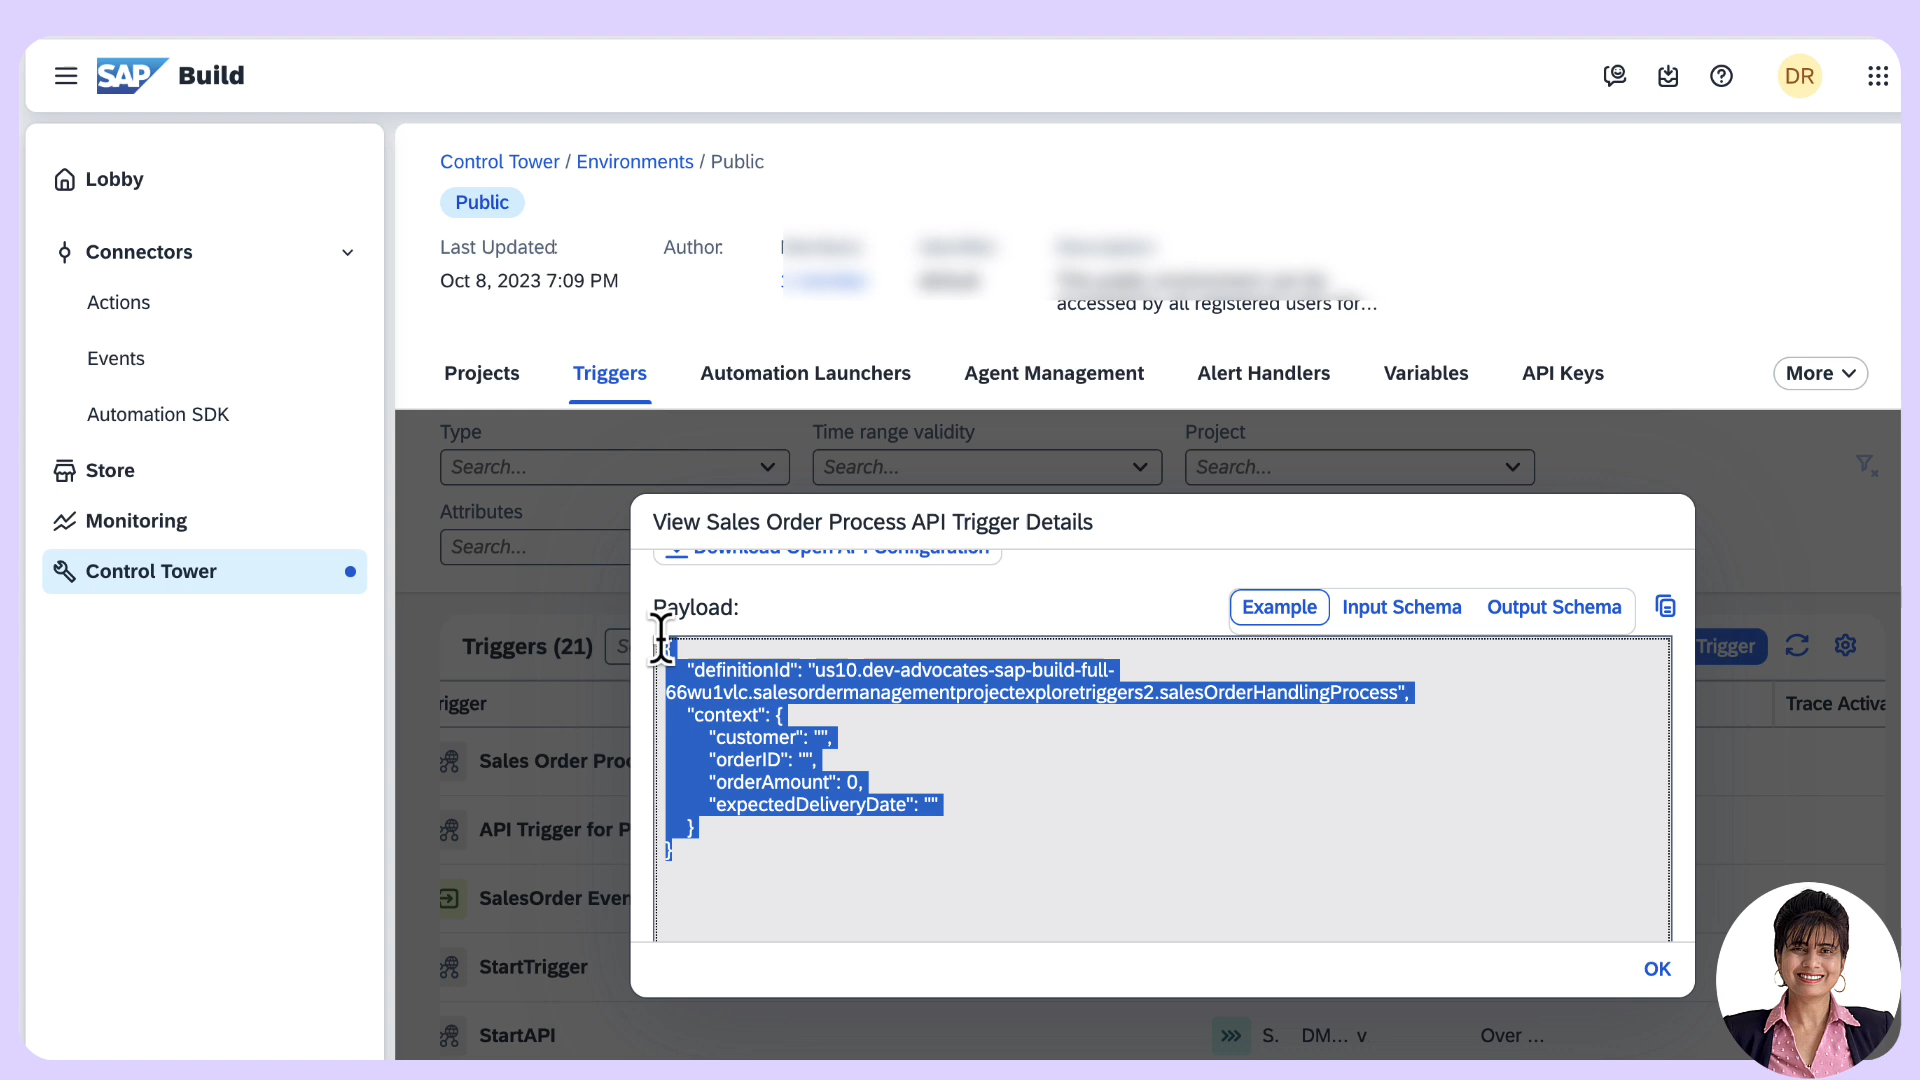 SAP Build
DR
Lobby
Connectors
Actions
Events
Automation SDK
Store
Monitoring
Control Tower
Control Tower / Environments / Public
Public
Last Updated:
Author:
Oct 8, 2023 7:09 PM
accessed by all registered users for...
Projects
Triggers
Automation Launchers
Agent Management
Alert Handlers
Variables
API Keys
More
Type
Time range validity
Project
Search...
Search...
Search...
Attributes
Search...
View Sales Order Process API Trigger Details
Download Open API Configuration
Payload:
Example
Input Schema
Output Schema
{
"definitionId": "us10.dev-advocates-sap-build-full-
66wu1vlc.salesordermanagementprojectexploretriggers2.salesOrderHandlingProcess",
"context": {
"customer": "",
"orderID": "",
"orderAmount": 0,
"expectedDeliveryDate": ""
}
}
OK
Triggers (21)
Trigger
Trace Activa
Sales Order Pro
API Trigger for P
SalesOrder Even
StartTrigger
StartAPI
S.
DM... v
Over ...